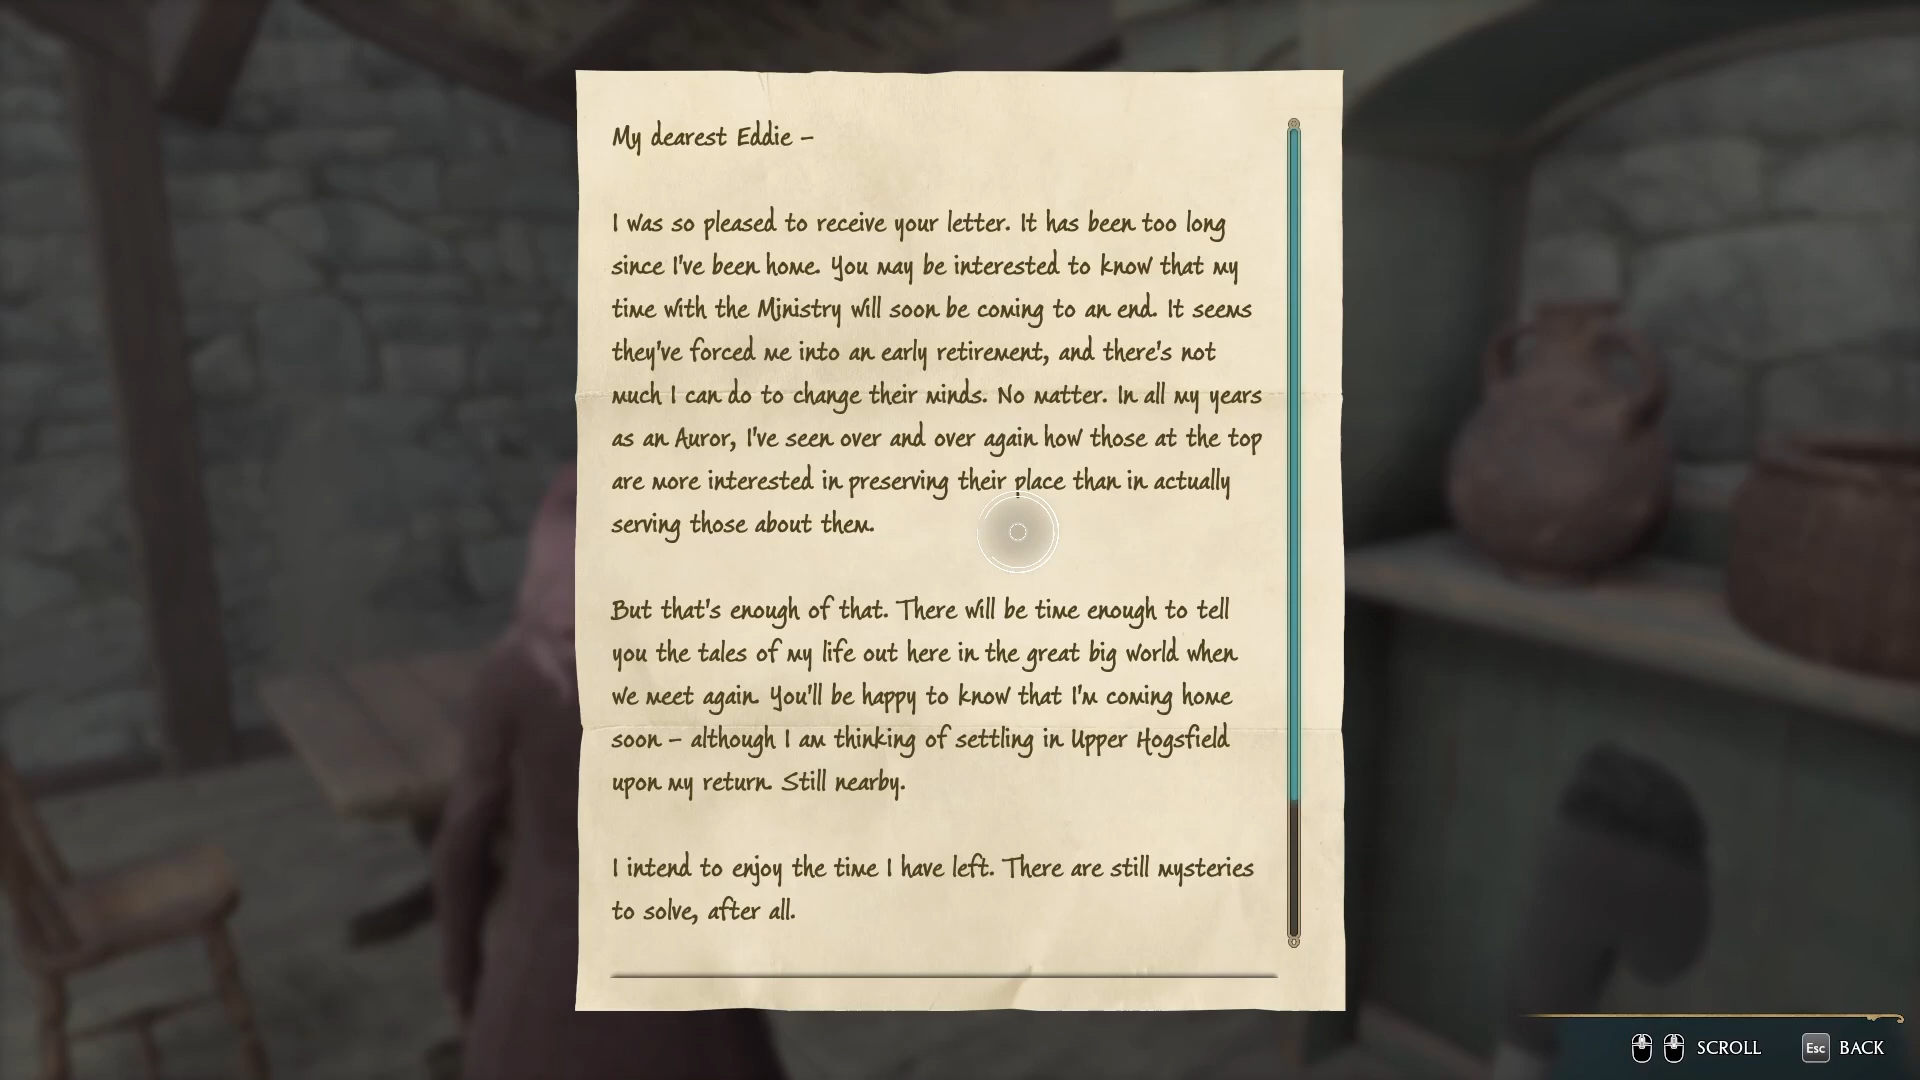 My dearest Eddie –
I was so pleased to receive your letter. It has been too long
since I've been home. You may be interested to know that my
time with the Ministry will soon be coming to an end. It seems
they've forced me into an early retirement, and there's not
much I can do to change their minds. No matter. In all my years
as an Auror, I've seen over and over again how those at the top
are more interested in preserving their place than in actually
serving those about them.
But that's enough of that. There will be time enough to tell
you the tales of my life out here in the great big world when
we meet again. You'll be happy to know that I'm coming home
soon – although I am thinking of settling in Upper Hogsfield
upon my return. Still nearby.
I intend to enjoy the time I have left. There are still mysteries
to solve, after all.
SCROLL
Esc BACK